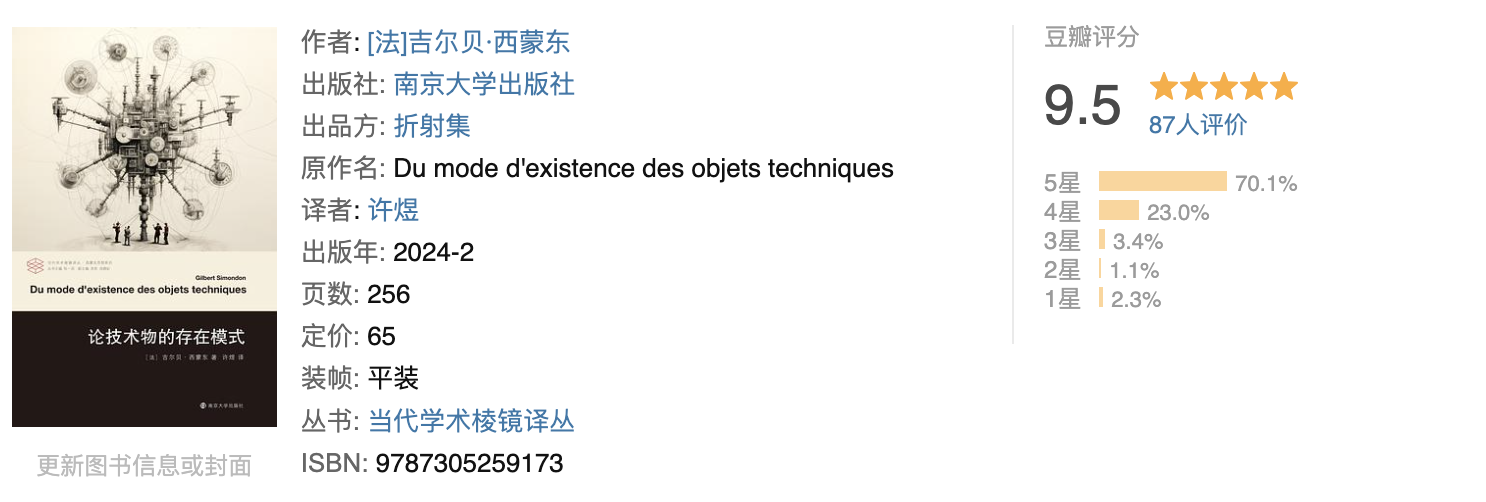 作者: [法]吉尔贝·西蒙东
出版社: 南京大学出版社
出品方: 折射集
原作名: Du mode d'existence des objets techniques
译者: 许煜
出版年: 2024-2
页数: 256
定价: 65
装帧: 平装
丛书: 当代学术棱镜译丛
ISBN: 9787305259173
Gilbert Simondon
Du mode d'existence des objets techniques
论技术物的存在模式
[法] 吉尔贝·西蒙东 著 许煜 译
南京大学出版社
更新图书信息或封面
豆瓣评分
9.5
87人评价
5星 70.1%
4星 23.0%
3星 3.4%
2星 1.1%
1星 2.3%